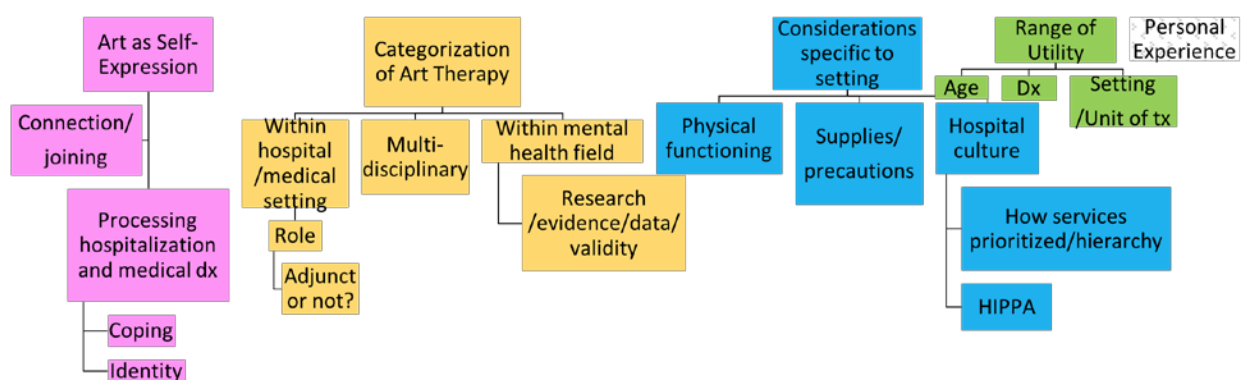 Art as Self-
Expression
Connection/
joining
Processing
hospitalization
and medical dx
Coping
Identity
Categorization
of Art Therapy
Within
hospital
/medical
setting
Role
Adjunct
or not?
Multi-
disciplinary
Within mental
health field
Research
/evidence/data/
validity
Considerations
specific to
setting
Physical
functioning
Supplies/
precautions
Hospital
culture
How services
prioritized/hierarchy
HIPPA
Range of
Utility
Age
Dx
Setting
/Unit of tx
Personal
Experience